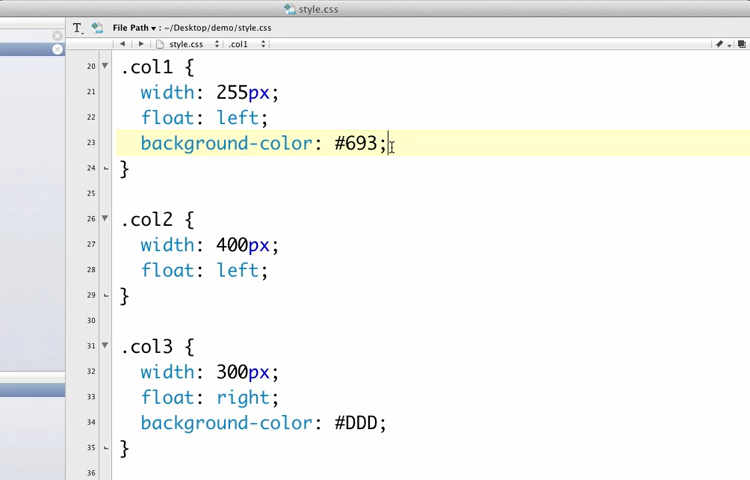 style.css
File Path ▾ : ~/Desktop/demo/style.css
style.css .col1
20 .col1 {
21 width: 255px;
22 float: left;
23 background-color: #693;
24 }
25
26 .col2 {
27 width: 400px;
28 float: left;
29 }
30
31 .col3 {
32 width: 300px;
33 float: right;
34 background-color: #DDD;
35 }
36